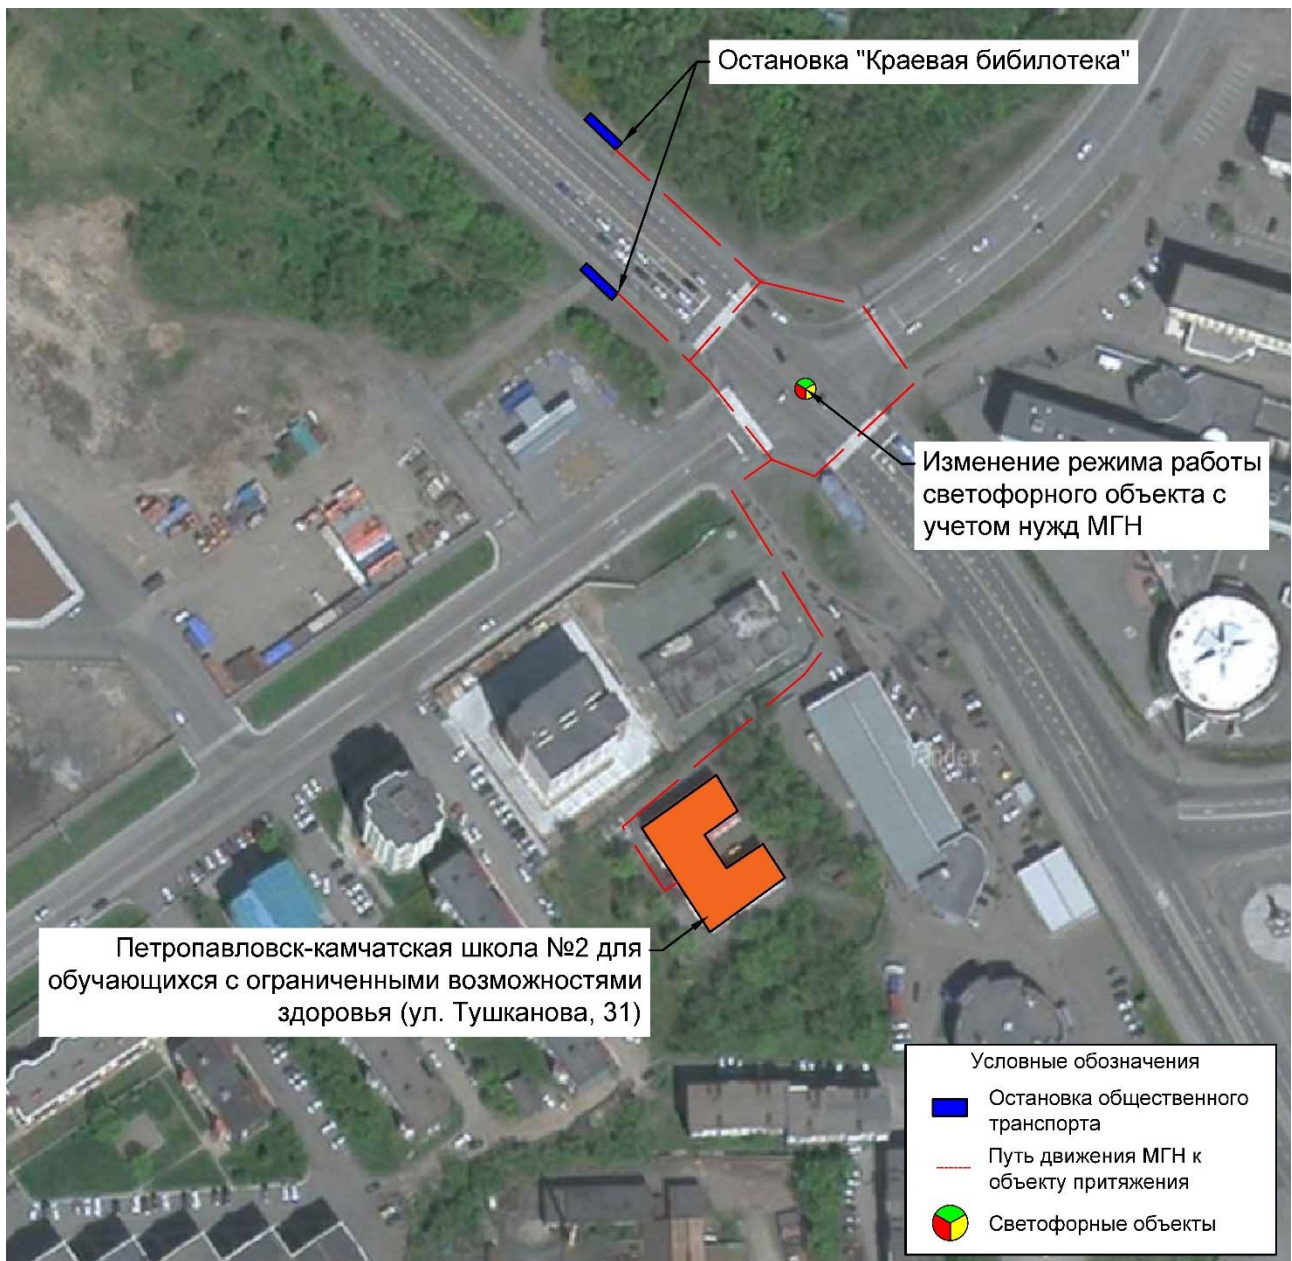 Остановка "Краевая бибилотека"
Изменение режима работы
светофорного объекта с
учетом нужд МГН
Yandex
Петропавловск-камчатская школа №2 для
обучающихся с ограниченными возможностями
здоровья (ул. Тушканова, 31)
Условные обозначения
Остановка общественного
транспорта
Путь движения МГН к
объекту притяжения
Светофорные объекты